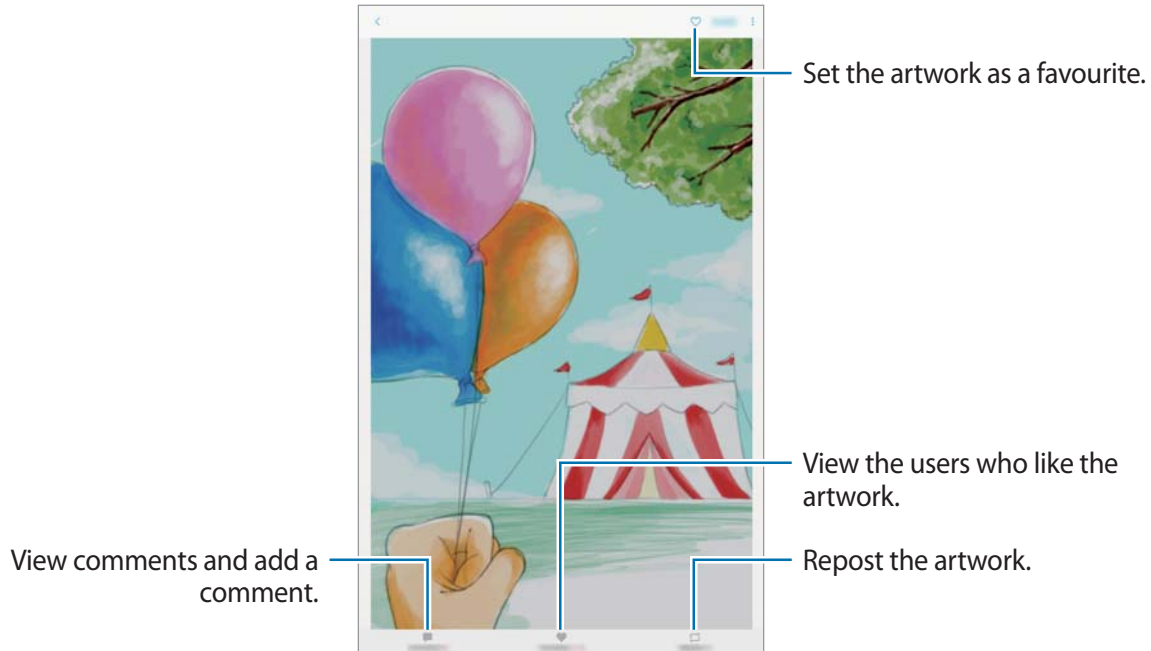 Set the artwork as a favourite.
View the users who like the
artwork.
View comments and add a
comment.
Repost the artwork.